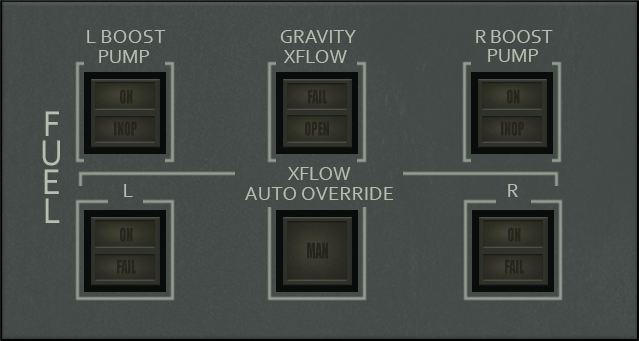 FUEL
L BOOST
PUMP
ON
INOP
GRAVITY
XFLOW
FAIL
OPEN
R BOOST
PUMP
ON
INOP
XFLOW
AUTO OVERRIDE
L
ON
FAIL
MAN
R
ON
FAIL